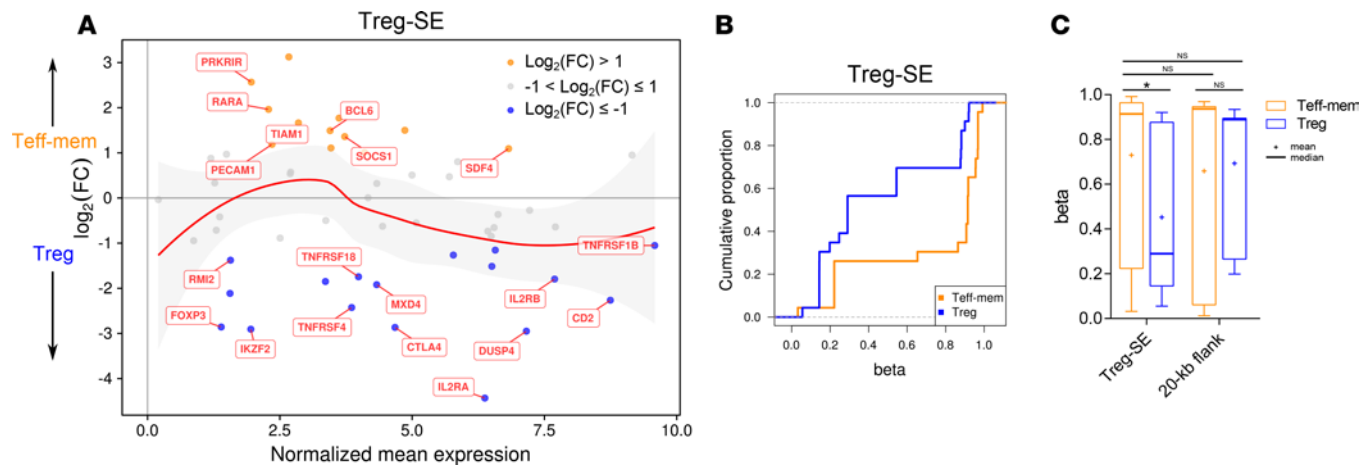 A
Treg-SE
Teff-mem
Treg
log2(FC)
3
2
1
0
-1
-2
-3
-4
Log2(FC) > 1
-1 < Log2(FC) ≤ 1
Log2(FC) ≤ -1
PRKRIR
RARA
BCL6
TIAM1
SOCS1
PECAM1
SDF4
TNFRSF1B
TNFRSF18
RMI2
MXD4
IL2RB
FOXP3
TNFRSF4
CD2
IKZF2
CTLA4
DUSP4
IL2RA
0.0 2.5 5.0 7.5 10.0
Normalized mean expression
B
Treg-SE
Cumulative proportion
1.0
0.8
0.6
0.4
0.2
0.0
Teff-mem
Treg
0.0 0.2 0.4 0.6 0.8 1.0
beta
C
NS
NS
* NS
beta
1.0
0.8
0.6
0.4
0.2
0.0
Teff-mem
Treg
+ mean
median
Treg-SE
20-kb flank